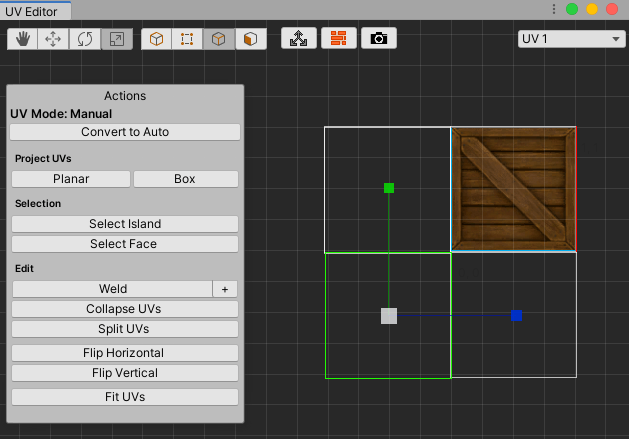 UV Editor
UV 1
Actions
UV Mode: Manual
Convert to Auto
Project UVs
Planar Box
Selection
Select Island
Select Face
Edit
Weld +
Collapse UVs
Split UVs
Flip Horizontal
Flip Vertical
Fit UVs